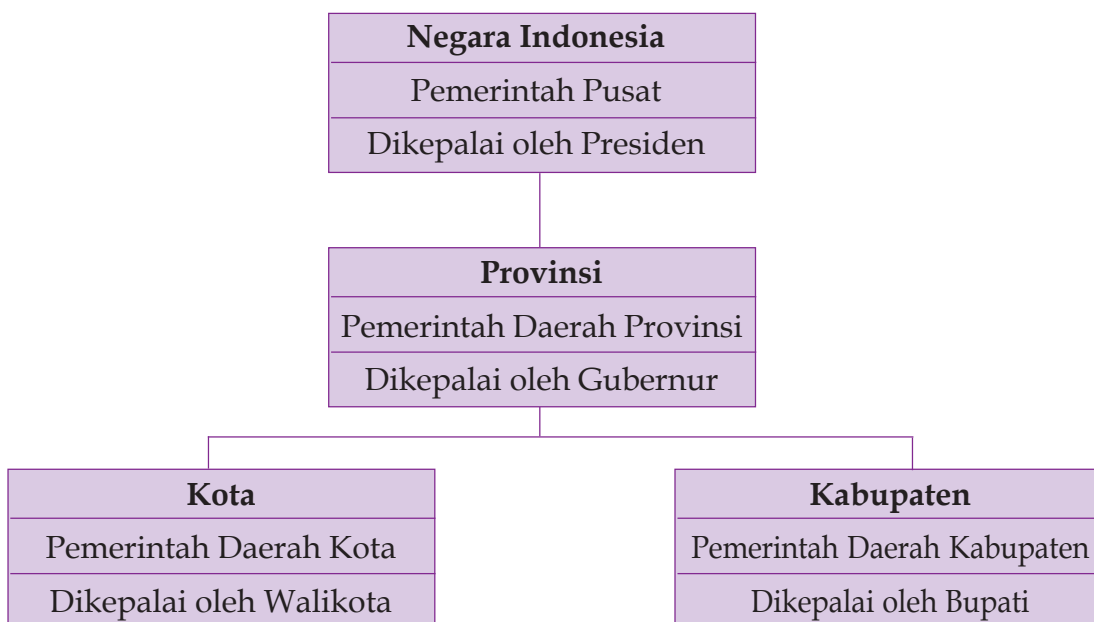 Negara Indonesia
Pemerintah Pusat
Dikepalai oleh Presiden
Provinsi
Pemerintah Daerah Provinsi
Dikepalai oleh Gubernur
Kota
Pemerintah Daerah Kota
Dikepalai oleh Walikota
Kabupaten
Pemerintah Daerah Kabupaten
Dikepalai oleh Bupati